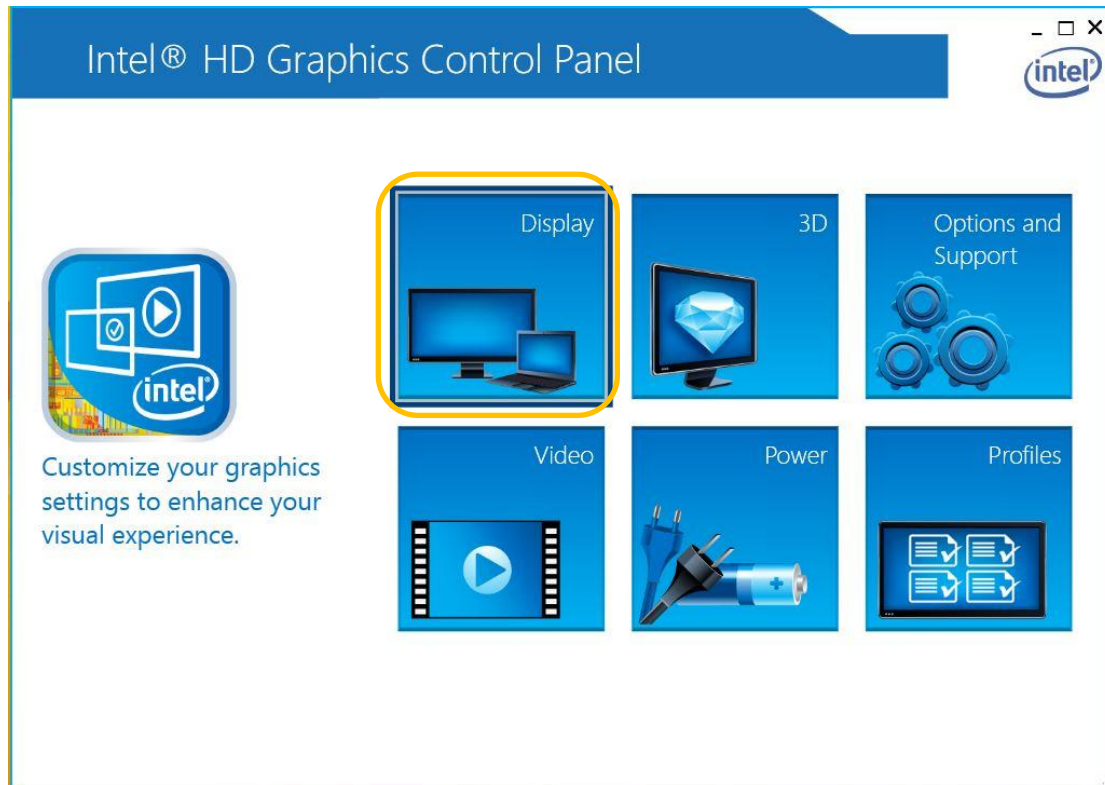 Intel® HD Graphics Control Panel
intel®
Display
3D
Options and
Support
intel®
Customize your graphics
settings to enhance your
visual experience.
Video
Power
Profiles